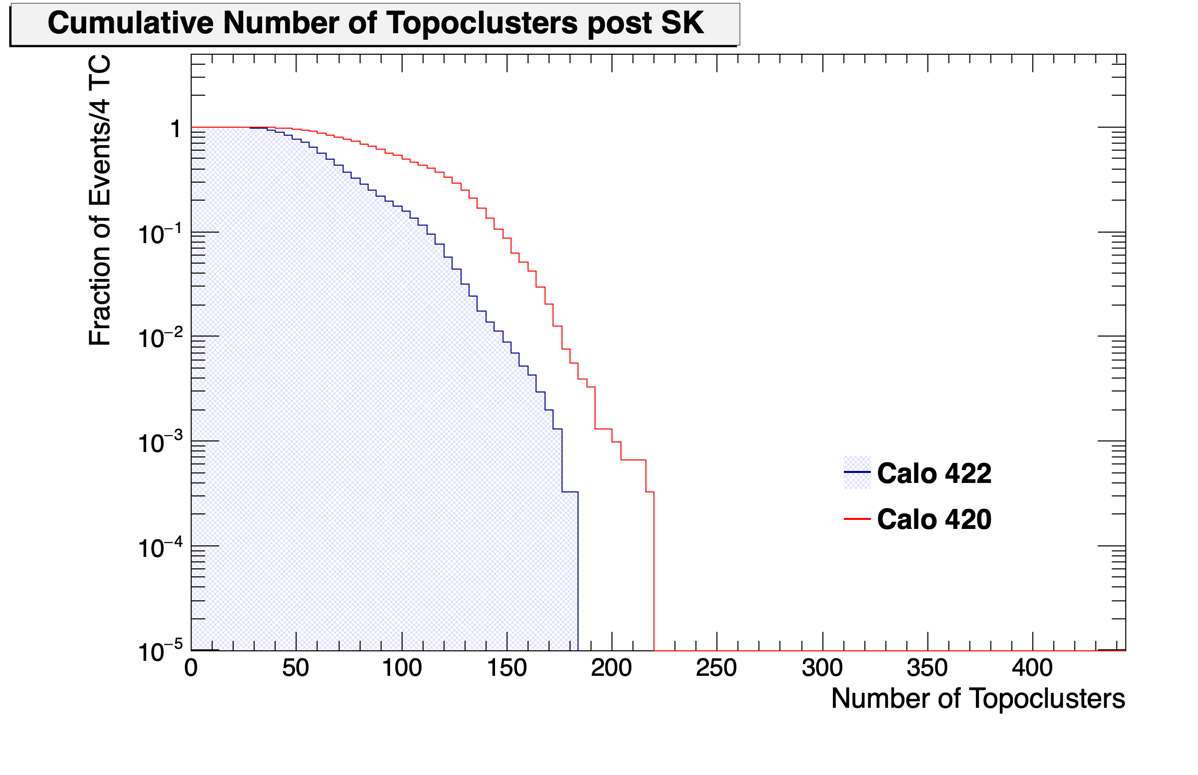 Cumulative Number of Topoclusters post SK
Fraction of Events/4 TC
1
10⁻¹
10⁻²
10⁻³
10⁻⁴
10⁻⁵
Calo 422
Calo 420
0 50 100 150 200 250 300 350 400
Number of Topoclusters